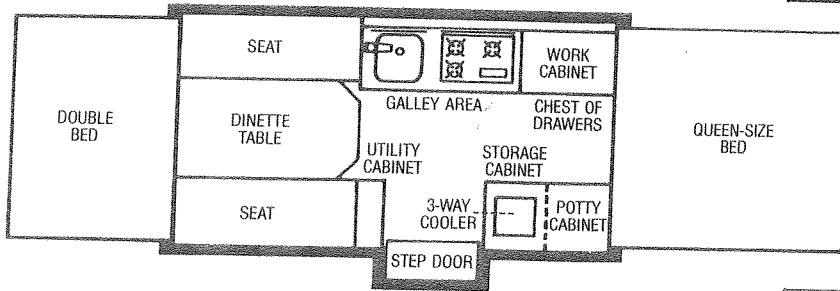 SEAT
WORK
CABINET
GALLEY AREA
CHEST OF
DRAWERS
DOUBLE
BED
DINETTE
TABLE
QUEEN-SIZE
BED
UTILITY
CABINET
STORAGE
CABINET
SEAT
3-WAY
COOLER
POTTY
CABINET
STEP DOOR